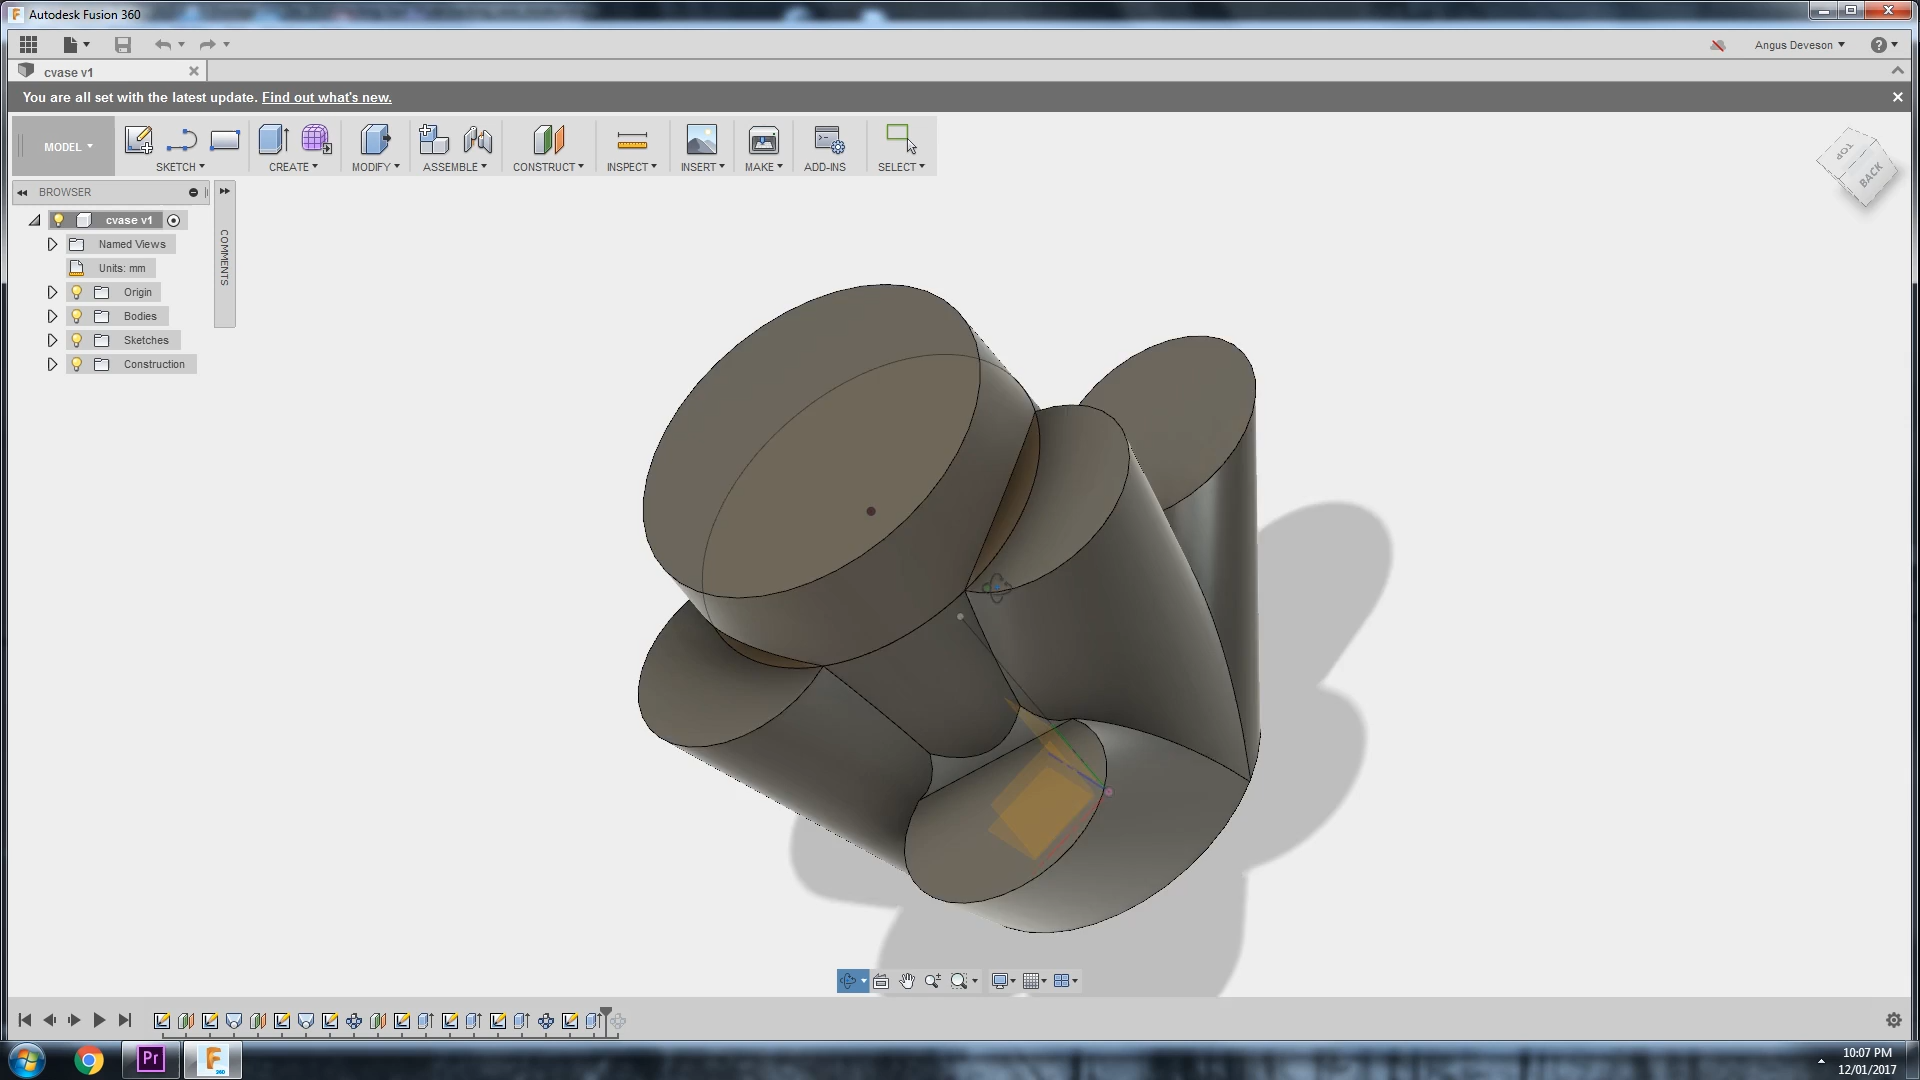 Autodesk Fusion 360
Angus Deveson
cvase v1
You are all set with the latest update. Find out what's new.
MODEL
SKETCH
CREATE
MODIFY
ASSEMBLE
CONSTRUCT
INSPECT
INSERT
MAKE
ADD-INS
SELECT
TOP
BACK
BROWSER
COMMENTS
cvase v1
Named Views
Units: mm
Origin
Bodies
Sketches
Construction
Pr
F
360
10:07 PM
12/01/2017